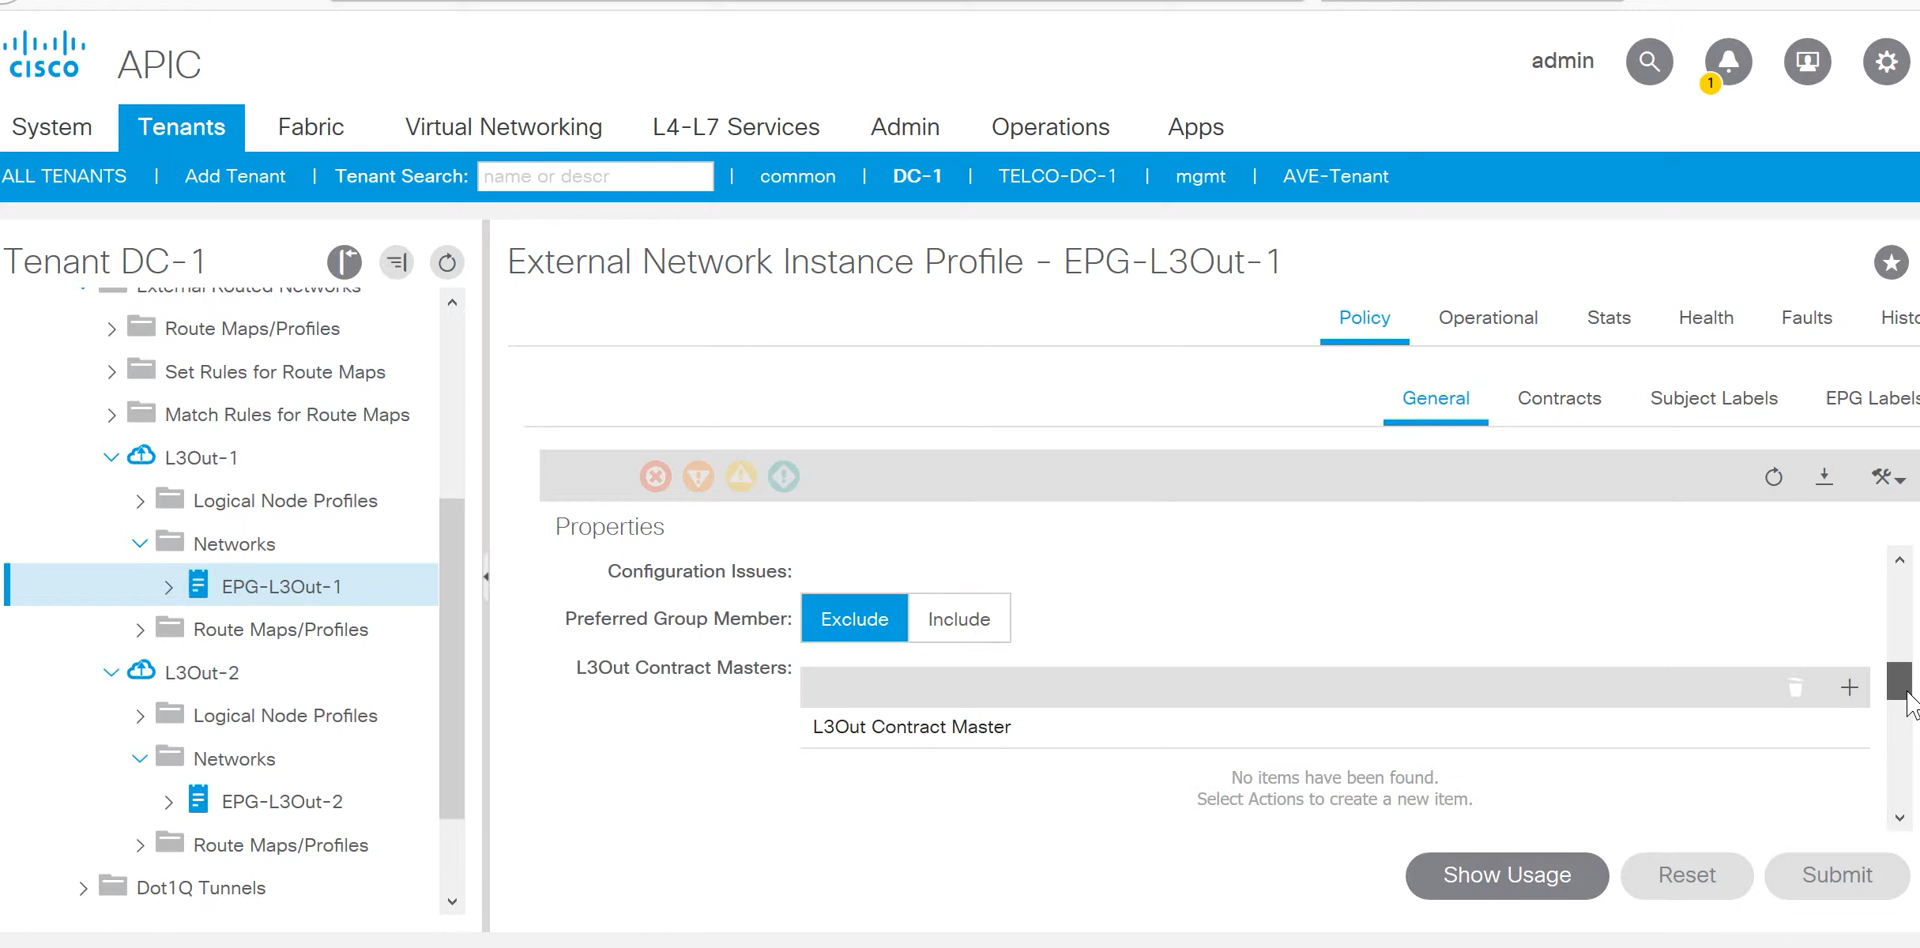 CISCO
APIC
admin
1
System Tenants Fabric Virtual Networking L4-L7 Services Admin Operations Apps
ALL TENANTS | Add Tenant | Tenant Search: name or descr | common | DC-1 | TELCO-DC-1 | mgmt | AVE-Tenant
Tenant DC-1
External Routed Networks
Route Maps/Profiles
Set Rules for Route Maps
Match Rules for Route Maps
L3Out-1
Logical Node Profiles
Networks
EPG-L3Out-1
Route Maps/Profiles
L3Out-2
Logical Node Profiles
Networks
EPG-L3Out-2
Route Maps/Profiles
Dot1Q Tunnels
External Network Instance Profile - EPG-L3Out-1
Policy Operational Stats Health Faults Histo
General Contracts Subject Labels EPG Labels
Properties
Configuration Issues:
Preferred Group Member: Exclude Include
L3Out Contract Masters:
L3Out Contract Master
No items have been found.
Select Actions to create a new item.
Show Usage Reset Submit